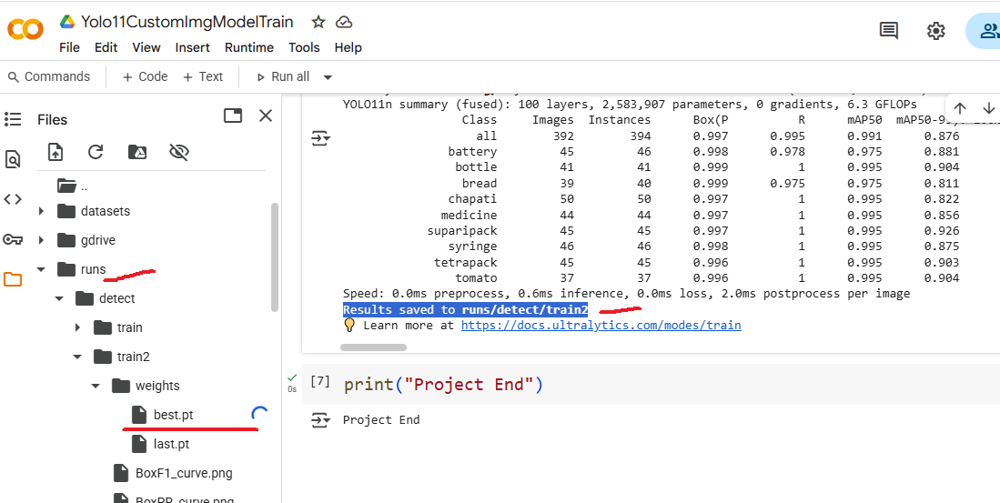 Yolo11CustomImgModelTrain
File Edit View Insert Runtime Tools Help
Commands + Code + Text Run all
Files
..
datasets
gdrive
runs
detect
train
train2
weights
best.pt
last.pt
BoxF1_curve.png
BoxPR_curve.png
YOLO11n summary (fused): 100 layers, 2,583,907 parameters, 0 gradients, 6.3 GFLOPs
Class Images Instances Box(P R mAP50 mAP50-95):
all 392 394 0.997 0.995 0.991 0.876
battery 45 46 0.998 0.978 0.975 0.881
bottle 41 41 0.999 1 0.995 0.904
bread 39 40 0.999 0.975 0.975 0.811
chapati 50 50 0.997 1 0.995 0.822
medicine 44 44 0.997 1 0.995 0.856
suparipack 45 45 0.997 1 0.995 0.926
syringe 46 46 0.998 1 0.995 0.875
tetrapack 45 45 0.996 1 0.995 0.903
tomato 37 37 0.996 1 0.995 0.904
Speed: 0.0ms preprocess, 0.6ms inference, 0.0ms loss, 2.0ms postprocess per image
Results saved to runs/detect/train2
💡 Learn more at https://docs.ultralytics.com/modes/train
[7] print("Project End")
0s
Project End